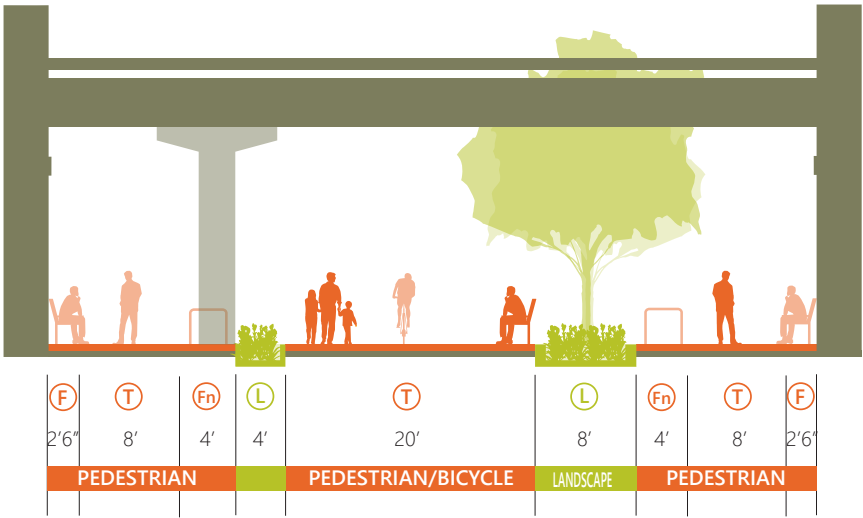 F T Fn L T L Fn T F
2'6" 8' 4' 4' 20' 8' 4' 8' 2'6"
PEDESTRIAN PEDESTRIAN/BICYCLE LANDSCAPE PEDESTRIAN